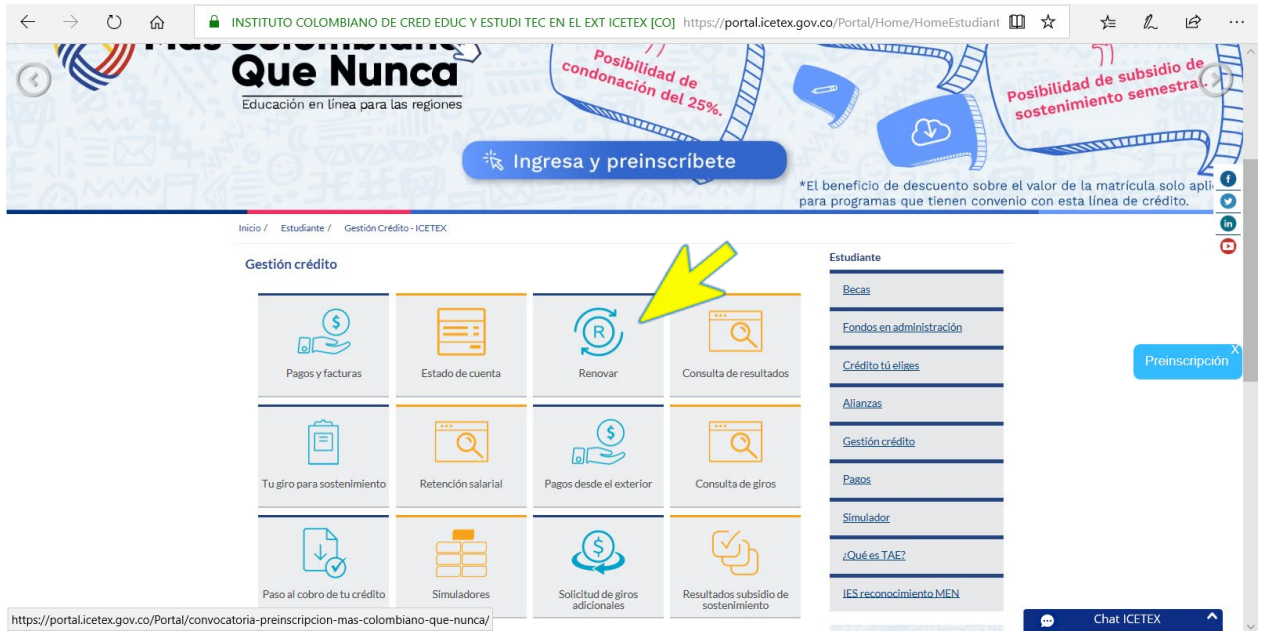 INSTITUTO COLOMBIANO DE CRED EDUC Y ESTUDI TEC EN EL EXT ICETEX [CO] https://portal.icetex.gov.co/Portal/Home/HomeEstudiant
Más Colombiano
Que Nunca
Educación en línea para las regiones
Posibilidad de
condonación
del 25%.
Posibilidad de subsidio de
sostenimiento semestral.
Ingresa y preinscríbete
*El beneficio de descuento sobre el valor de la matrícula solo apli
para programas que tienen convenio con esta línea de crédito.
Inicio / Estudiante / Gestión Crédito - ICETEX
Gestión crédito
Pagos y facturas
Estado de cuenta
R
Renovar
Consulta de resultados
Tu giro para sostenimiento
Retención salarial
Pagos desde el exterior
Consulta de giros
Paso al cobro de tu crédito
Simuladores
Solicitud de giros
adicionales
Resultados subsidio de
sostenimiento
Estudiante
Becas
Fondos en administración
Crédito tú eliges
Alianzas
Gestión crédito
Pagos
Simulador
¿Qué es TAE?
IES reconocimiento MEN
X
Preinscripción
Chat ICETEX
https://portal.icetex.gov.co/Portal/convocatoria-preinscripcion-mas-colombiano-que-nunca/